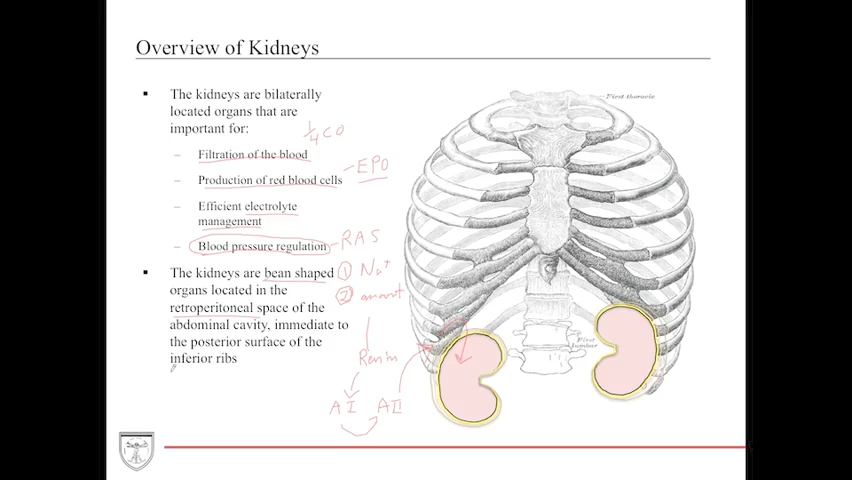 Overview of Kidneys
The kidneys are bilaterally
located organs that are
important for:
1/4 CO
– Filtration of the blood
– Production of red blood cells
– EPO
– Efficient electrolyte
management
– Blood pressure regulation
– RAS
The kidneys are bean shaped
organs located in the
retroperitoneal space of the
abdominal cavity, immediate to
the posterior surface of the
inferior ribs
1 Na+
2 amount
Renin
AI
AII
First thoracic
First
lumbar